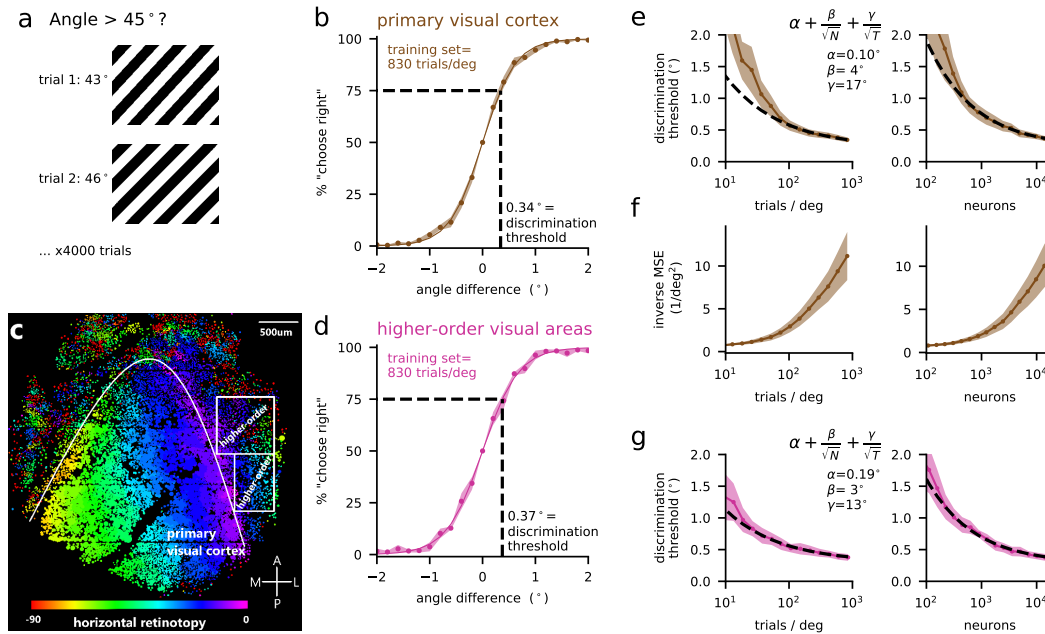 a
Angle > 45°?
trial 1: 43°
trial 2: 46°
... x4000 trials
b
primary visual cortex
training set=
830 trials/deg
% "choose right"
100
75
50
25
0
0.34°=
discrimination
threshold
−2 −1 0 1 2
angle difference (°)
c
500um
higher-order
higher-order
primary
visual cortex
A
M L
P
-90 0
horizontal retinotopy
d
higher-order visual areas
training set=
830 trials/deg
% "choose right"
100
75
50
25
0
0.37°=
discrimination
threshold
−2 −1 0 1 2
angle difference (°)
e
α + β/√N + γ/√T
α=0.10°
β= 4°
γ=17°
discrimination
threshold (°)
2.0
1.5
1.0
0.5
0.0
10¹ 10² 10³
trials / deg
2.0
1.5
1.0
0.5
0.0
10² 10³ 10⁴
neurons
f
inverse MSE
(1/deg²)
10
5
0
10¹ 10² 10³
trials / deg
10
5
0
10² 10³ 10⁴
neurons
g
α + β/√N + γ/√T
α=0.19°
β= 3°
γ=13°
discrimination
threshold (°)
2.0
1.5
1.0
0.5
0.0
10¹ 10² 10³
trials / deg
2.0
1.5
1.0
0.5
0.0
10² 10³ 10⁴
neurons